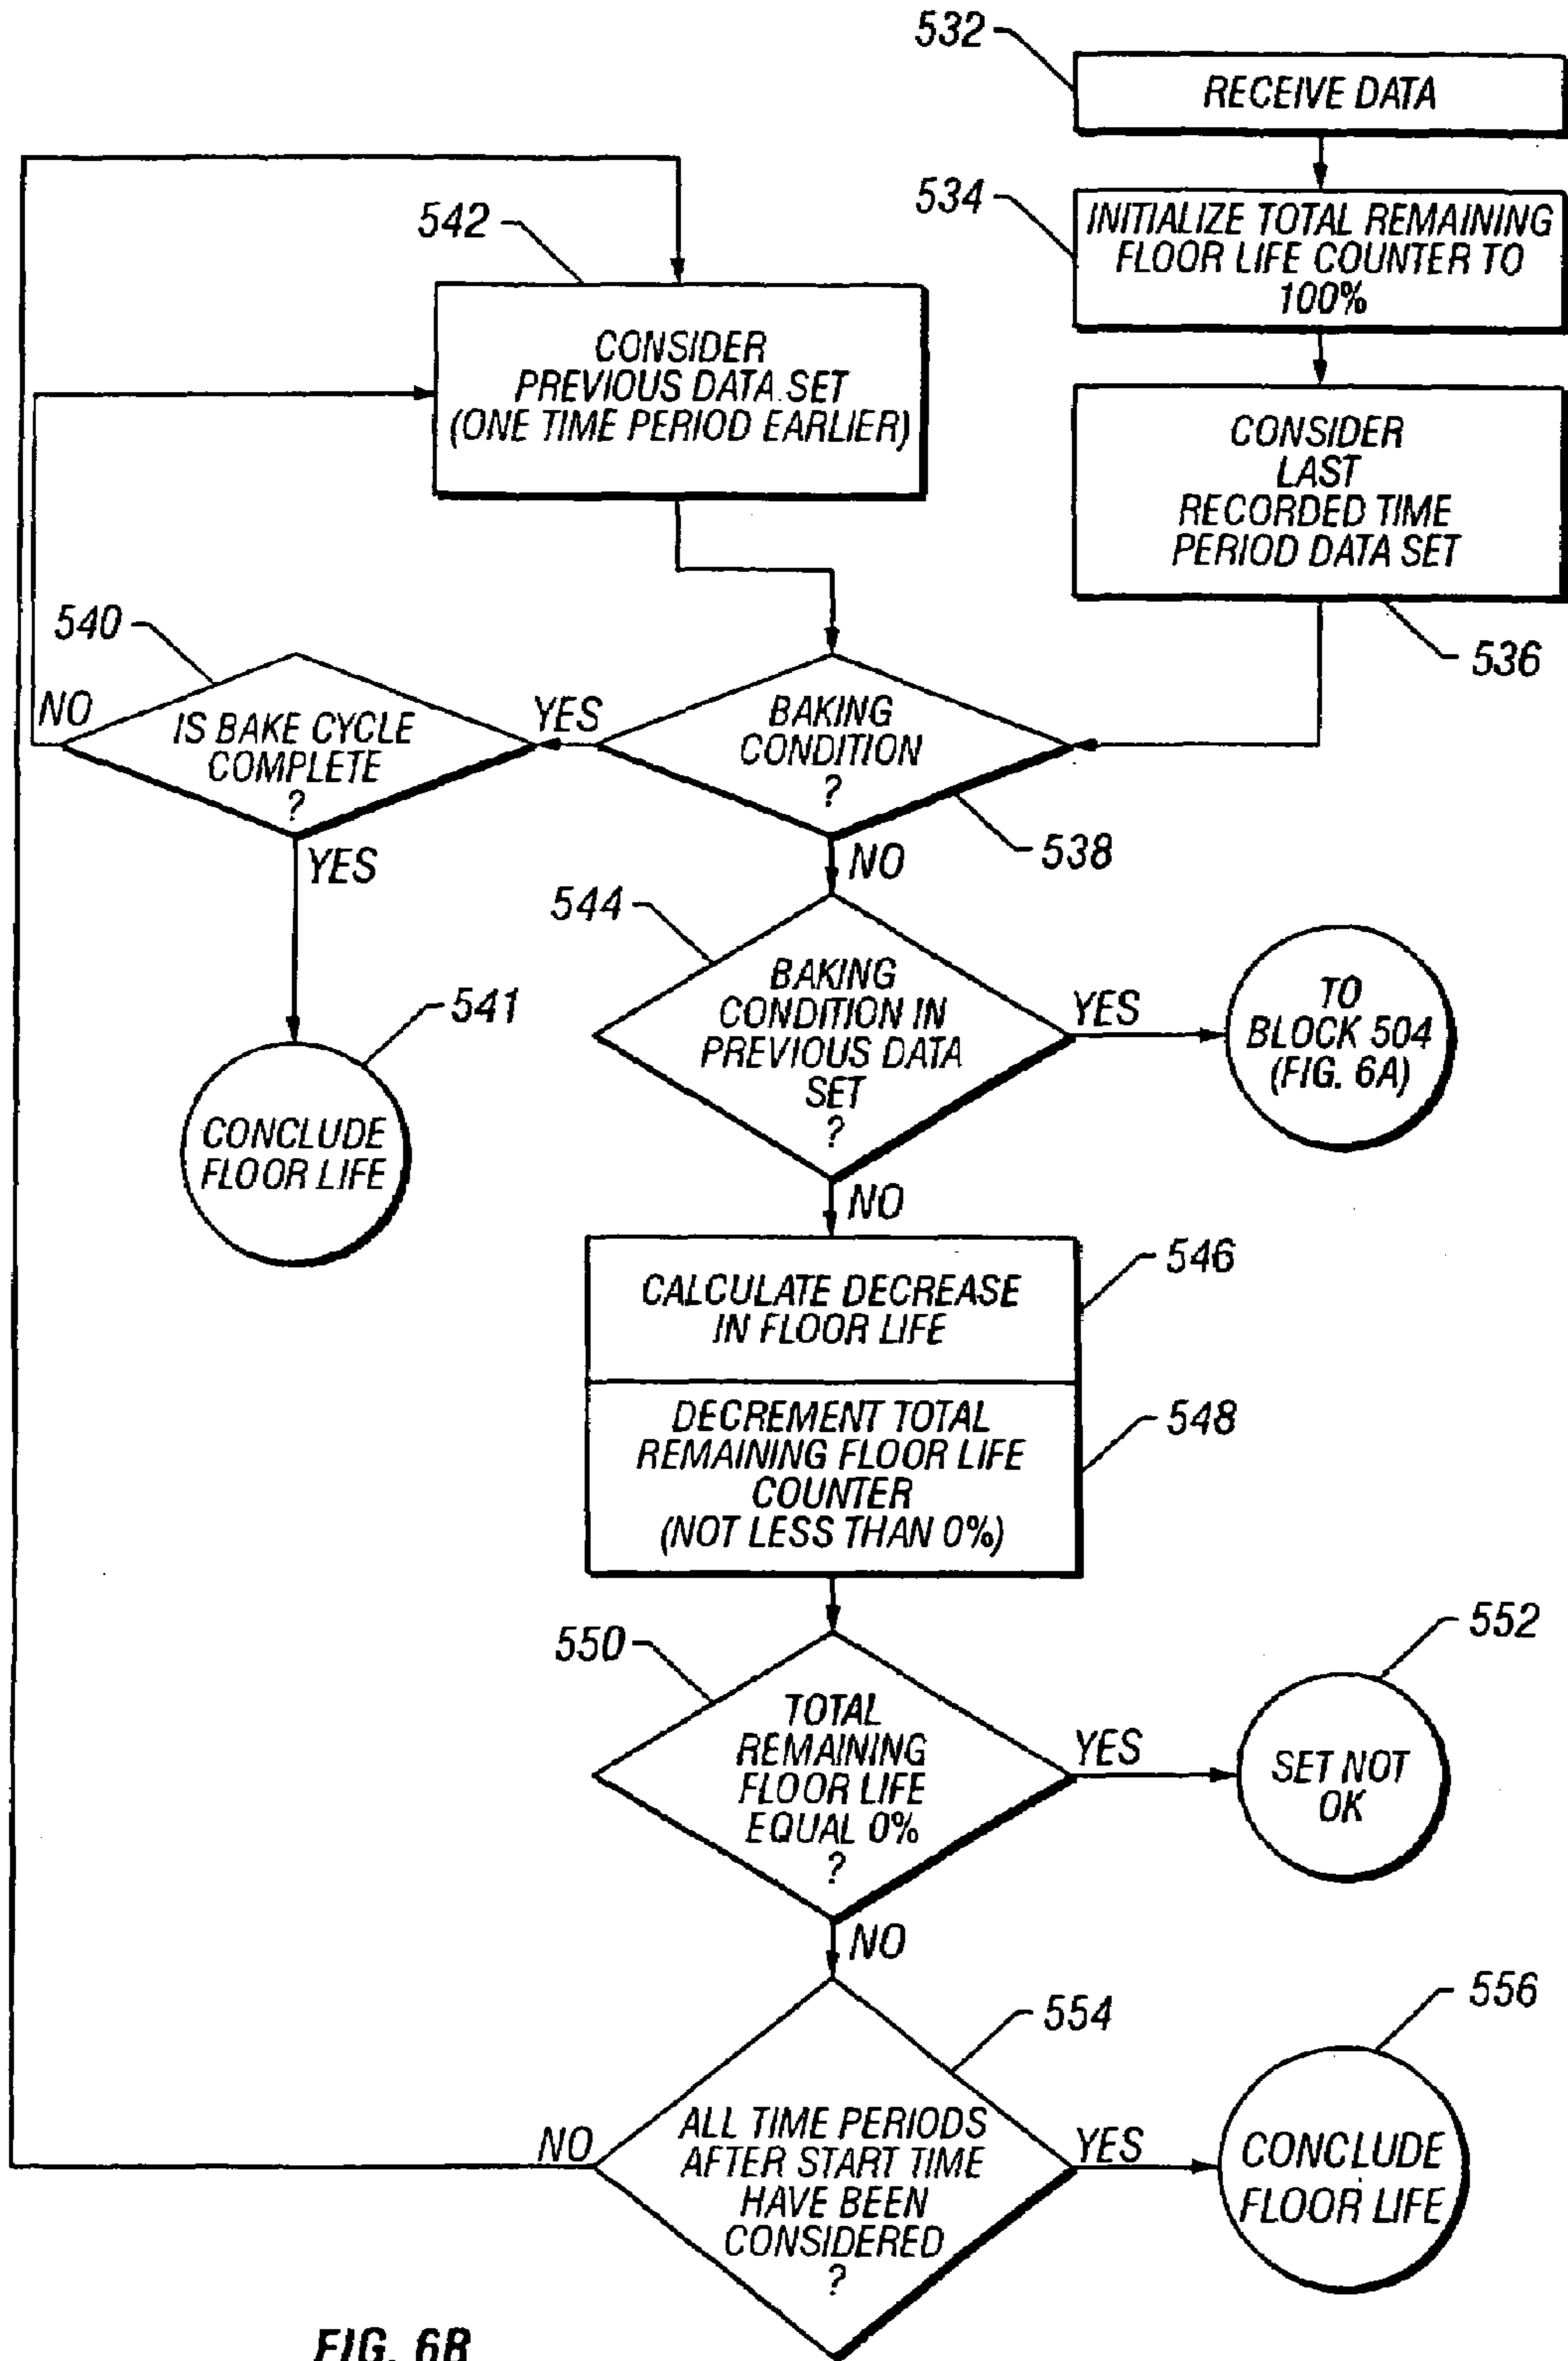 532
RECEIVE DATA
534
INITIALIZE TOTAL REMAINING
FLOOR LIFE COUNTER TO
100%
542
CONSIDER
PREVIOUS DATA SET
(ONE TIME PERIOD EARLIER)
CONSIDER
LAST
RECORDED TIME
PERIOD DATA SET
536
540
NO
IS BAKE CYCLE
COMPLETE
?
YES
BAKING
CONDITION
?
538
YES
NO
544
BAKING
CONDITION IN
PREVIOUS DATA
SET
?
YES
TO
BLOCK 504
(FIG. 6A)
541
CONCLUDE
FLOOR LIFE
NO
546
CALCULATE DECREASE
IN FLOOR LIFE
548
DECREMENT TOTAL
REMAINING FLOOR LIFE
COUNTER
(NOT LESS THAN 0%)
550
TOTAL
REMAINING
FLOOR LIFE
EQUAL 0%
?
YES
552
SET NOT
OK
NO
554
ALL TIME PERIODS
AFTER START TIME
HAVE BEEN
CONSIDERED
?
NO
YES
556
CONCLUDE
FLOOR LIFE
FIG. 6B